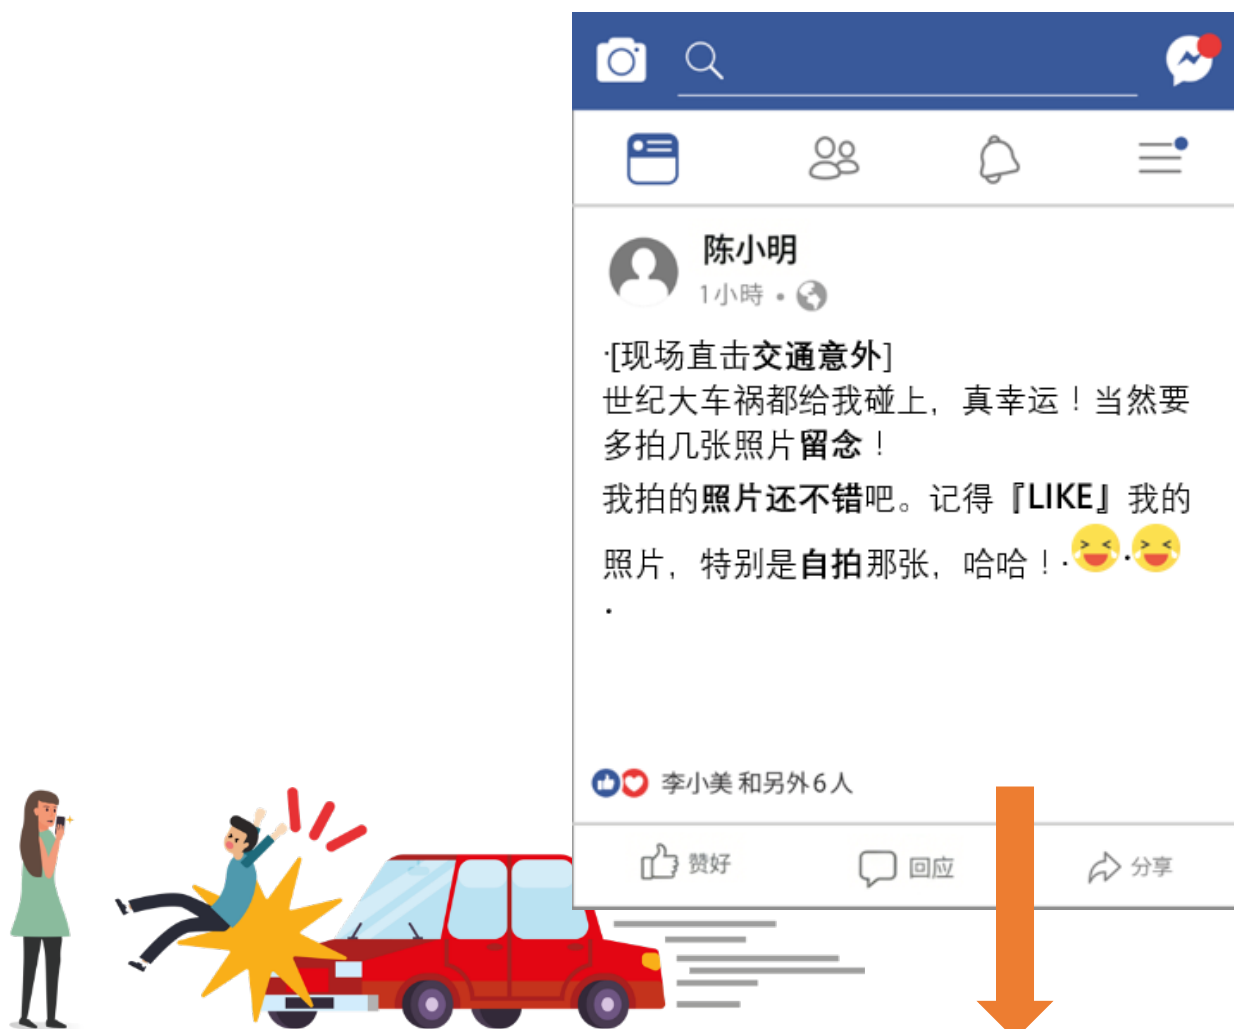 陈小明
1小時
·[现场直击交通意外]
世纪大车祸都给我碰上，真幸运！当然要
多拍几张照片留念！
我拍的照片还不错吧。记得『LIKE』我的
照片，特别是自拍那张，哈哈！·😆·😆
·
李小美 和另外6人
赞好
回应
分享